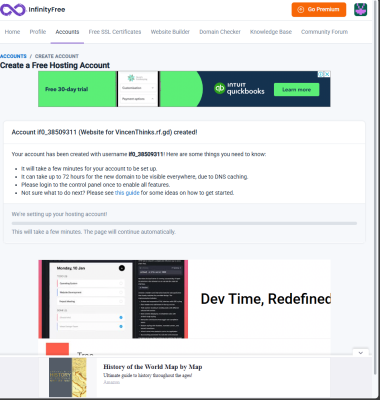 InfinityFree
Go Premium
Home Profile Accounts Free SSL Certificates Website Builder Domain Checker Knowledge Base Community Forum
ACCOUNTS / CREATE ACCOUNT
Create a Free Hosting Account
Free 30-day trial
INTUIT
quickbooks
Learn more
Account if0_38509311 (Website for VincenThinks.rf.gd) created!
Your account has been created with username if0_38509311! Here are some things you need to know:
It will take a few minutes for your account to be set up.
It can take up to 72 hours for the new domain to be visible everywhere, due to DNS caching.
Please login to the control panel once to enable all features.
Not sure what to do next? Please see this guide for some ideas on how to get started.
We're setting up your hosting account!
This will take a few minutes. The page will continue automatically.
Monday 10 Jan
Dev Time, Redefined
History of the World Map by Map
Ultimate guide to history throughout the ages!
Amazon